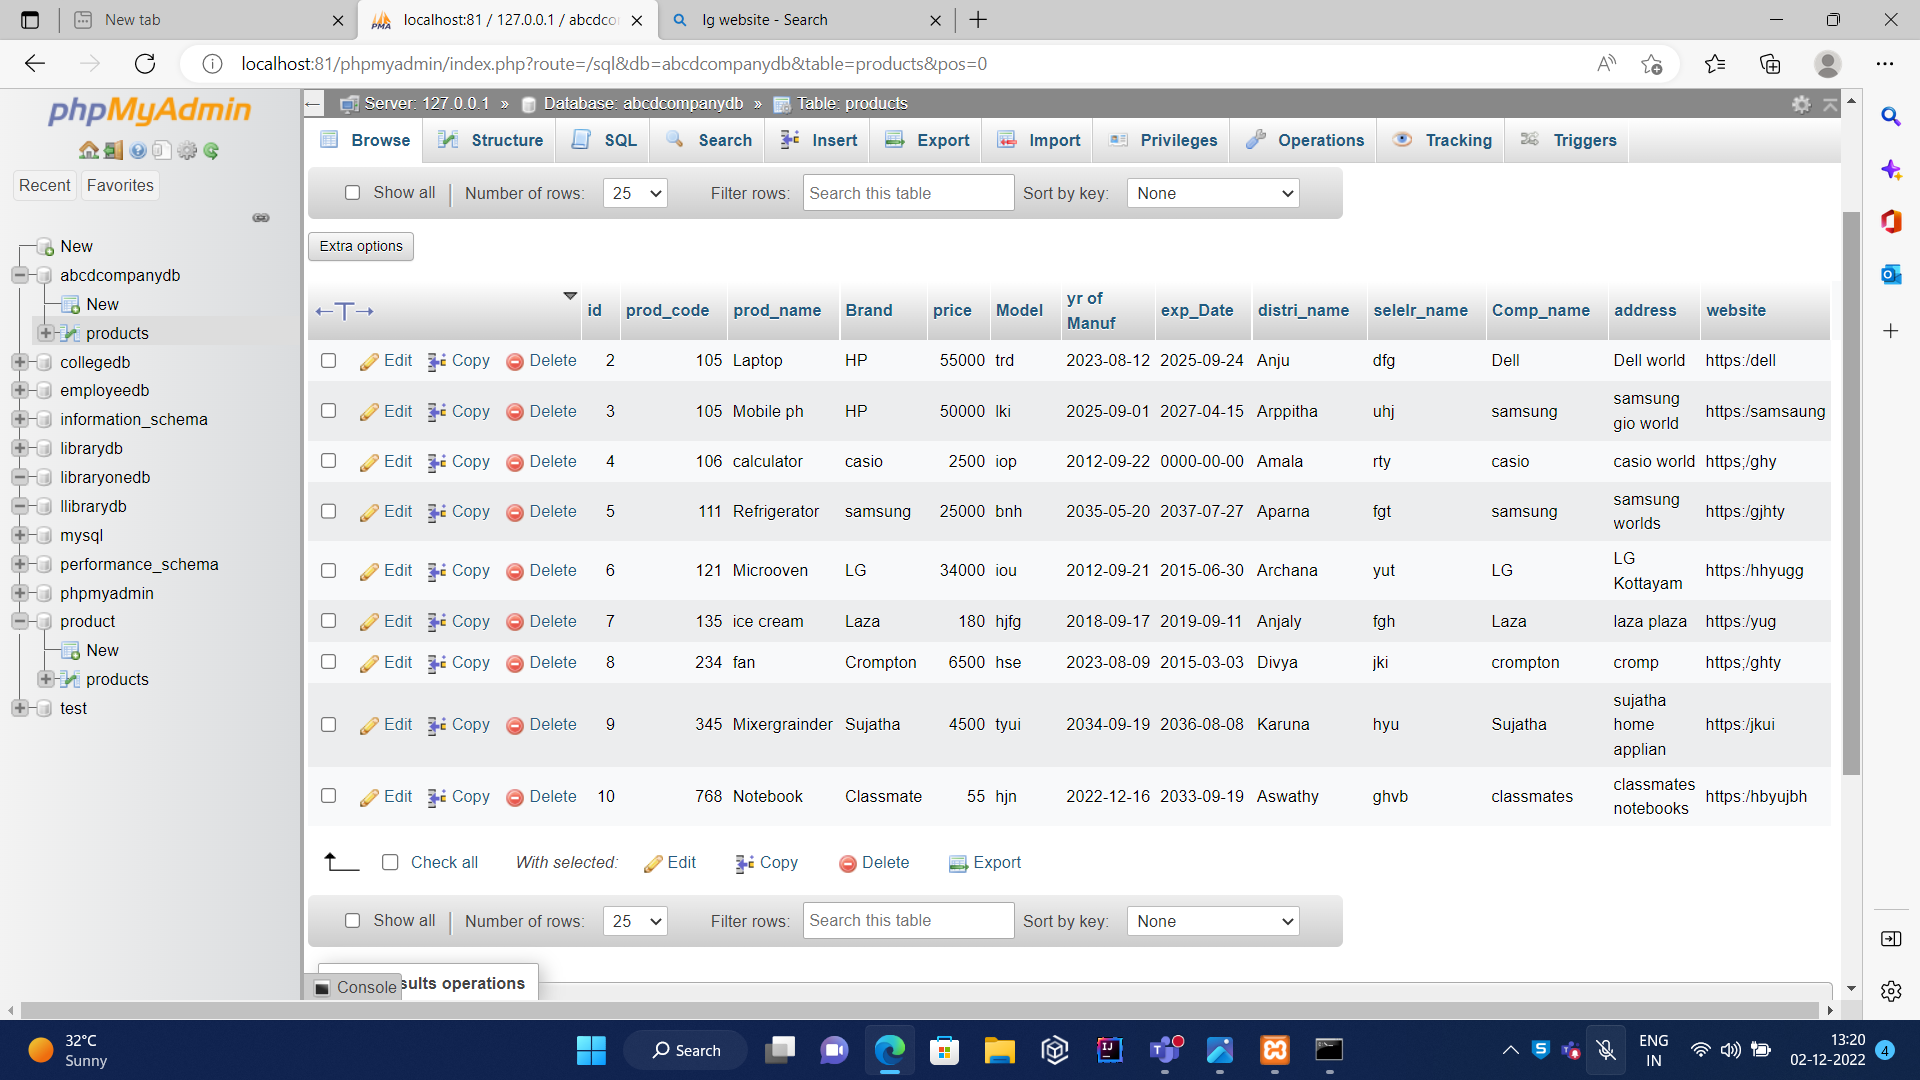 New tab
localhost:81 / 127.0.0.1 / abcdco
lg website - Search
localhost:81/phpmyadmin/index.php?route=/sql&db=abcdcompanydb&table=products&pos=0
phpMyAdmin
Recent Favorites
New
abcdcompanydb
New
products
collegedb
employeedb
information_schema
librarydb
libraryonedb
llibrarydb
mysql
performance_schema
phpmyadmin
product
New
products
test
Server: 127.0.0.1 » Database: abcdcompanydb » Table: products
Browse Structure SQL Search Insert Export Import Privileges Operations Tracking Triggers
Show all Number of rows: 25 Filter rows: Search this table Sort by key: None
Extra options
id prod_code prod_name Brand price Model yr of Manuf exp_Date distri_name selelr_name Comp_name address website
Edit Copy Delete 2 105 Laptop HP 55000 trd 2023-08-12 2025-09-24 Anju dfg Dell Dell world https:/dell
Edit Copy Delete 3 105 Mobile ph HP 50000 lki 2025-09-01 2027-04-15 Arppitha uhj samsung samsung gio world https:/samsaung
Edit Copy Delete 4 106 calculator casio 2500 iop 2012-09-22 0000-00-00 Amala rty casio casio world https;/ghy
Edit Copy Delete 5 111 Refrigerator samsung 25000 bnh 2035-05-20 2037-07-27 Aparna fgt samsung samsung worlds https:/gjhty
Edit Copy Delete 6 121 Microoven LG 34000 iou 2012-09-21 2015-06-30 Archana yut LG LG Kottayam https:/hhyugg
Edit Copy Delete 7 135 ice cream Laza 180 hjfg 2018-09-17 2019-09-11 Anjaly fgh Laza laza plaza https:/yug
Edit Copy Delete 8 234 fan Crompton 6500 hse 2023-08-09 2015-03-03 Divya jki crompton cromp https;/ghty
Edit Copy Delete 9 345 Mixergrainder Sujatha 4500 tyui 2034-09-19 2036-08-08 Karuna hyu Sujatha sujatha home applian https:/jkui
Edit Copy Delete 10 768 Notebook Classmate 55 hjn 2022-12-16 2033-09-19 Aswathy ghvb classmates classmates notebooks https:/hbyujbh
Check all With selected: Edit Copy Delete Export
Show all Number of rows: 25 Filter rows: Search this table Sort by key: None
Console sults operations
32°C
Sunny
Search
ENG
IN
13:20
02-12-2022
4